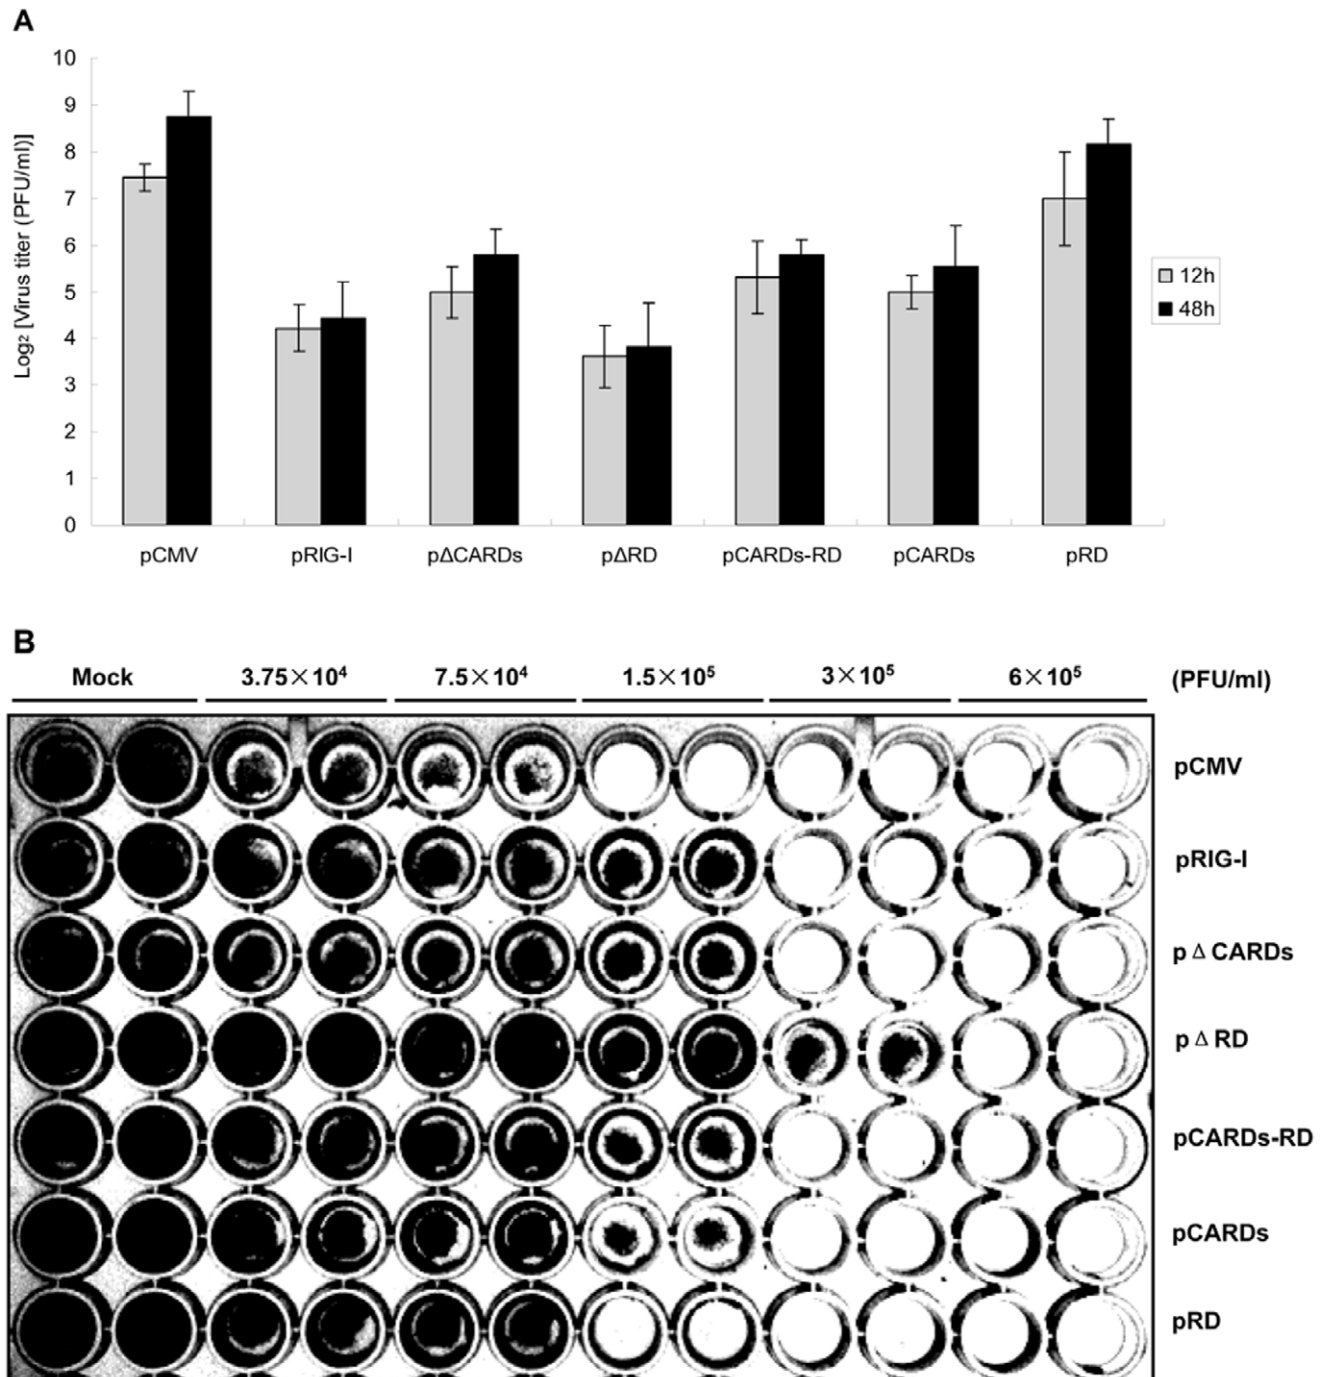 A
10
9
8
7
6
5
4
3
2
1
0
Log2 [Virus titer (PFU/ml)]
12h
48h
pCMV pRIG-I pΔCARDs pΔRD pCARDs-RD pCARDs pRD
B
Mock 3.75×10⁴ 7.5×10⁴ 1.5×10⁵ 3×10⁵ 6×10⁵ (PFU/ml)
pCMV
pRIG-I
p Δ CARDs
p Δ RD
pCARDs-RD
pCARDs
pRD